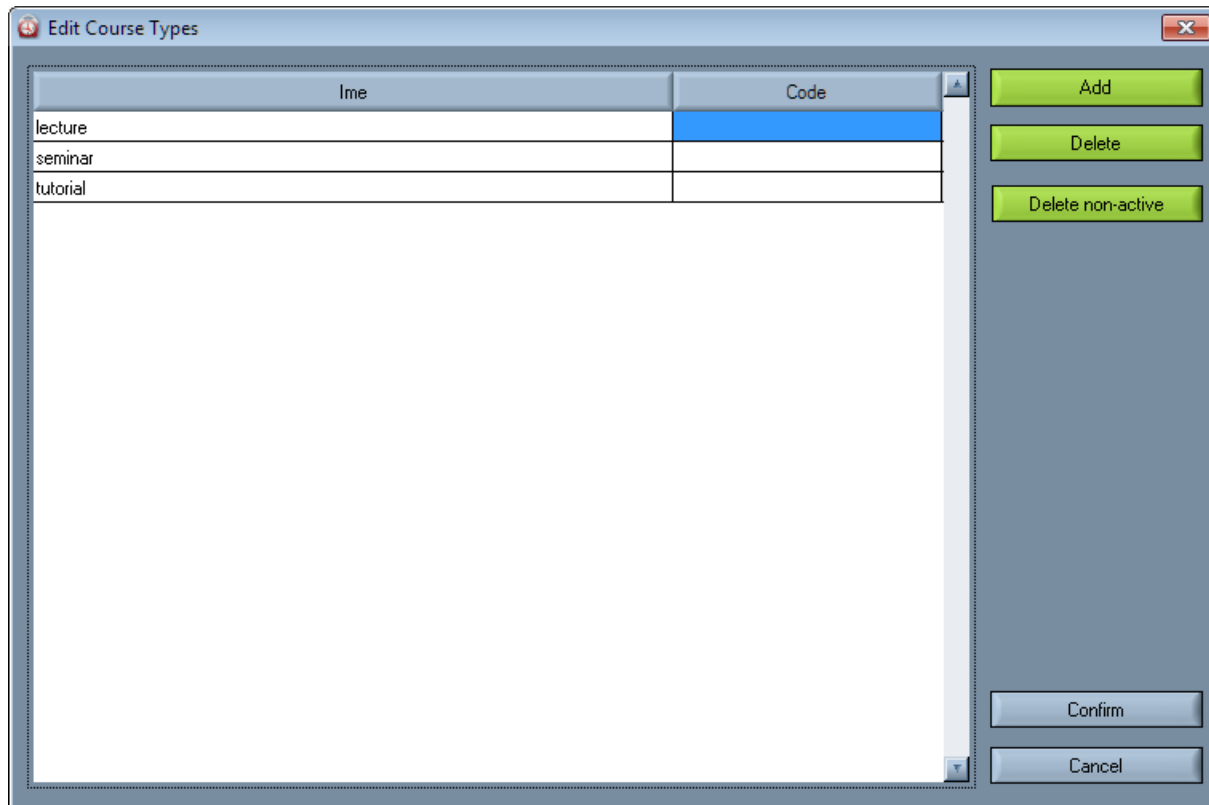 Edit Course Types
Ime Code
lecture
seminar
tutorial
Add
Delete
Delete non-active
Confirm
Cancel